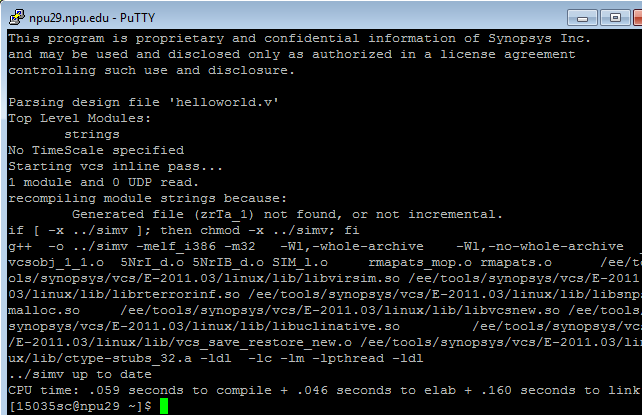 npu29.npu.edu - PuTTY
This program is proprietary and confidential information of Synopsys Inc.
and may be used and disclosed only as authorized in a license agreement
controlling such use and disclosure.
Parsing design file 'helloworld.v'
Top Level Modules:
strings
No TimeScale specified
Starting vcs inline pass...
1 module and 0 UDP read.
recompiling module strings because:
Generated file (zrTa_1) not found, or not incremental.
if [ -x ../simv ]; then chmod -x ../simv; fi
g++ -o ../simv -melf_i386 -m32 -Wl,-whole-archive -Wl,-no-whole-archive _
vcsobj_1_1.o 5NrI_d.o 5NrIB_d.o SIM_l.o rmapats_mop.o rmapats.o /ee/to
ols/synopsys/vcs/E-2011.03/linux/lib/libvirsim.so /ee/tools/synopsys/vcs/E-2011.
03/linux/lib/librterrorinf.so /ee/tools/synopsys/vcs/E-2011.03/linux/lib/libsnps
malloc.so /ee/tools/synopsys/vcs/E-2011.03/linux/lib/libvcsnew.so /ee/tools/
synopsys/vcs/E-2011.03/linux/lib/libuclinative.so /ee/tools/synopsys/vcs
/E-2011.03/linux/lib/vcs_save_restore_new.o /ee/tools/synopsys/vcs/E-2011.03/lin
ux/lib/ctype-stubs_32.a -ldl -lc -lm -lpthread -ldl
../simv up to date
CPU time: .059 seconds to compile + .046 seconds to elab + .160 seconds to link
[15035sc@npu29 ~]$